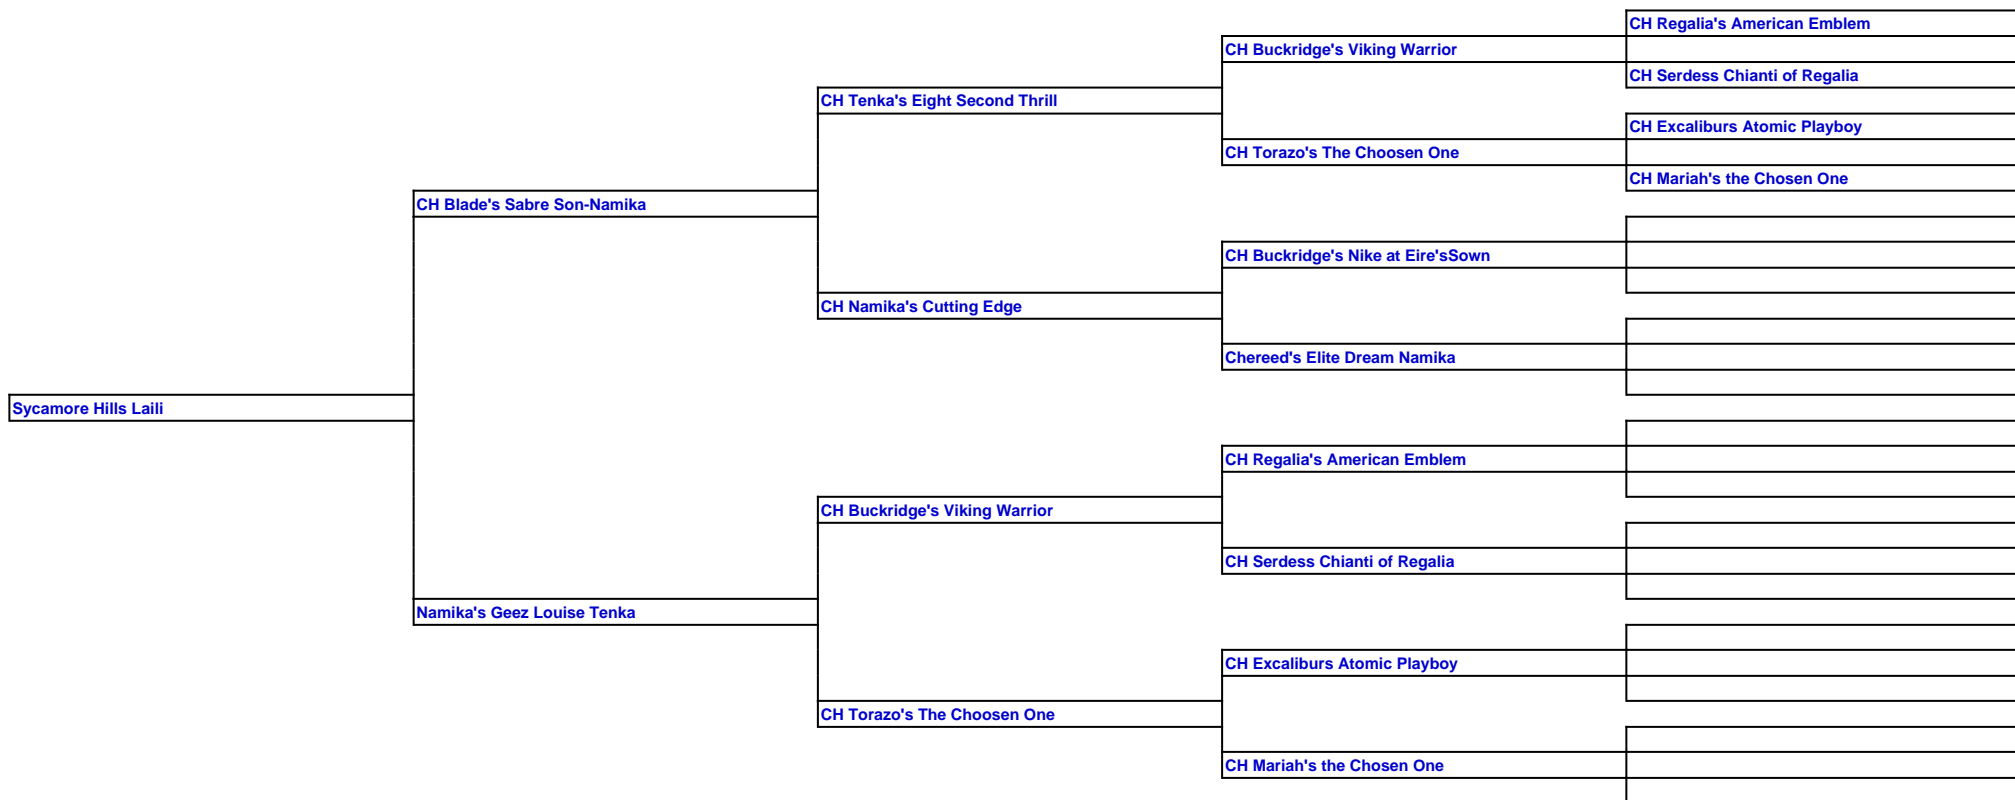 CH Regalia's American Emblem
CH Buckridge's Viking Warrior
CH Serdess Chianti of Regalia
CH Tenka's Eight Second Thrill
CH Excaliburs Atomic Playboy
CH Torazo's The Choosen One
CH Mariah's the Chosen One
CH Blade's Sabre Son-Namika
CH Buckridge's Nike at Eire'sSown
CH Namika's Cutting Edge
Chereed's Elite Dream Namika
Sycamore Hills Laili
CH Regalia's American Emblem
CH Buckridge's Viking Warrior
CH Serdess Chianti of Regalia
Namika's Geez Louise Tenka
CH Excaliburs Atomic Playboy
CH Torazo's The Choosen One
CH Mariah's the Chosen One